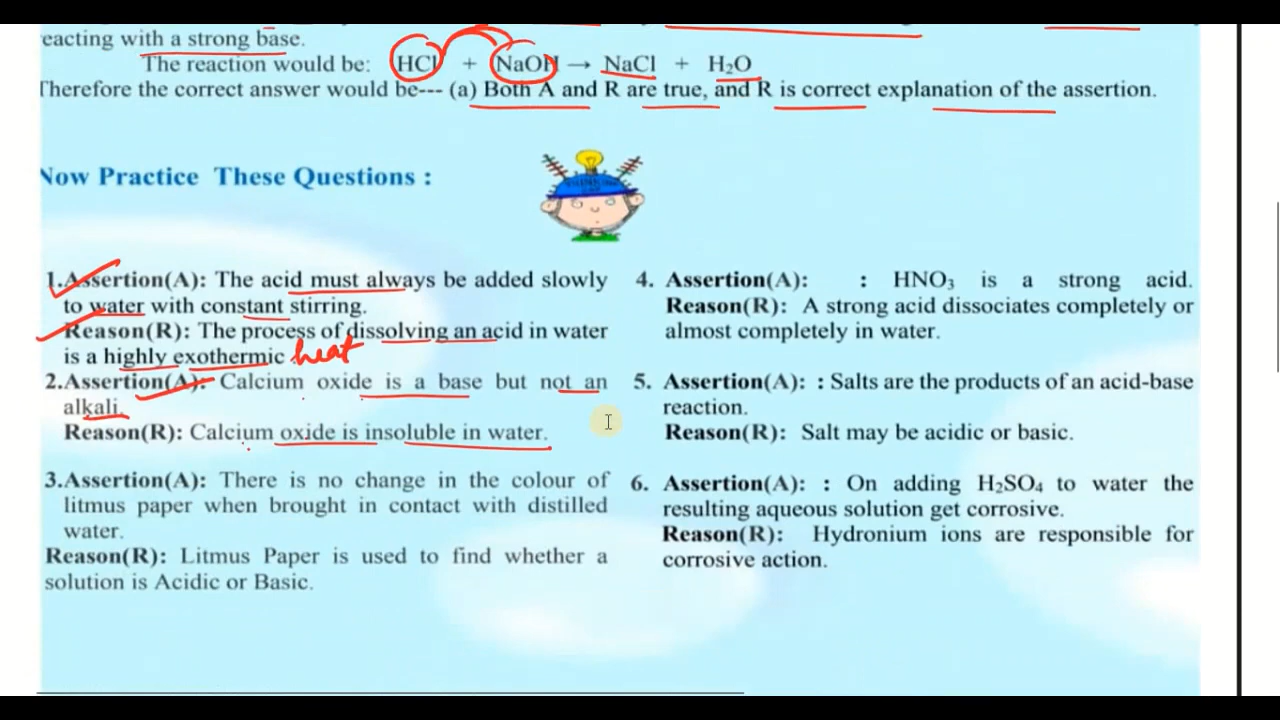 eacting with a strong base.
The reaction would be: HCl + NaOH → NaCl + H₂O
Therefore the correct answer would be--- (a) Both A and R are true, and R is correct explanation of the assertion.
Now Practice These Questions :
1.Assertion(A): The acid must always be added slowly
to water with constant stirring.
Reason(R): The process of dissolving an acid in water
is a highly exothermic heat
2.Assertion(A): Calcium oxide is a base but not an
alkali.
Reason(R): Calcium oxide is insoluble in water.
3.Assertion(A): There is no change in the colour of
litmus paper when brought in contact with distilled
water.
Reason(R): Litmus Paper is used to find whether a
solution is Acidic or Basic.
4. Assertion(A): : HNO₃ is a strong acid.
Reason(R): A strong acid dissociates completely or
almost completely in water.
5. Assertion(A): : Salts are the products of an acid-base
reaction.
Reason(R): Salt may be acidic or basic.
6. Assertion(A): : On adding H₂SO₄ to water the
resulting aqueous solution get corrosive.
Reason(R): Hydronium ions are responsible for
corrosive action.